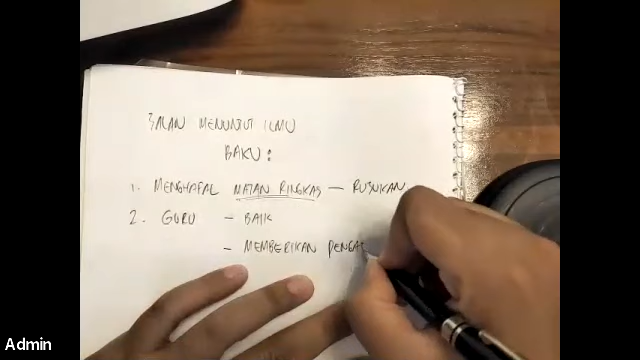 JALAN MENUNTUT ILMU
BAKU:
1. MENGHAFAL MATAN RINGKAS — RUJUKAN
2. GURU - BAIK
- MEMBERIKAN PENGA
Admin